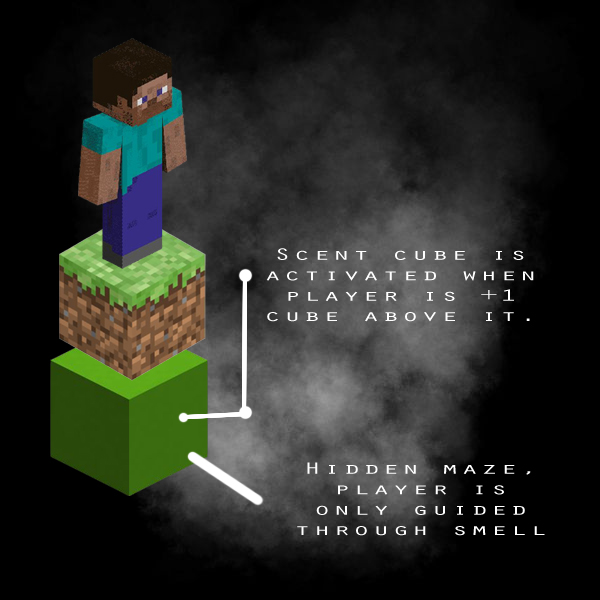 Scent cube is
activated when
player is +1
cube above it.
Hidden maze,
player is
only guided
through smell